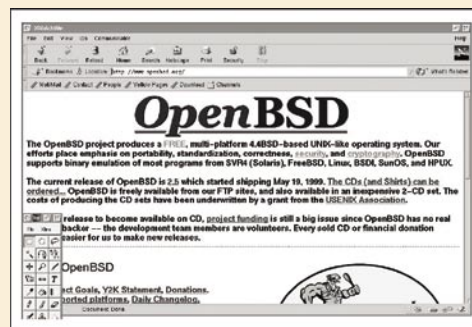 File Edit View Go Communicator Help
Back Forward Reload Home Search Netscape Print Security Stop
Bookmarks Location: http://www.openbsd.org/ What's Related
WebMail Contact People Yellow Pages Download Channels
OpenBSD
The OpenBSD project produces a FREE, multi-platform 4.4BSD-based UNIX-like operating system. Our
efforts place emphasis on portability, standardization, correctness, security, and cryptography. OpenBSD
supports binary emulation of most programs from SVR4 (Solaris), FreeBSD, Linux, BSDI, SunOS, and HPUX.
The current release of OpenBSD is 2.5 which started shipping May 19, 1999. The CDs (and Shirts) can be
ordered... OpenBSD is freely available from our FTP sites, and also available in an inexpensive 2-CD set. The
costs of producing the CD sets have been underwritten by a grant from the USENIX Association.
release to become available on CD, project funding is still a big issue since OpenBSD has no real
backer -- the development team members are volunteers. Every sold CD or financial donation
easier for us to make new releases.
File
OpenBSD
ect Goals, Y2K Statement, Donations.
ported platforms, Daily Changelog,
Document Done